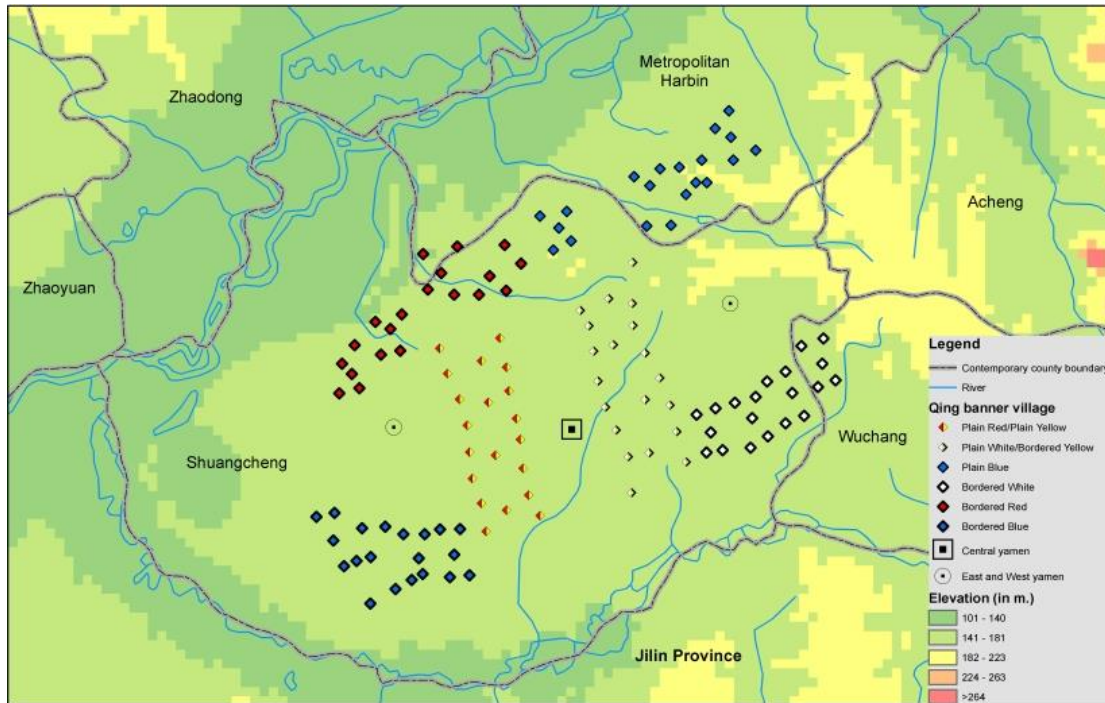 Metropolitan
Harbin
Zhaodong
Acheng
Zhaoyuan
Shuangcheng
Wuchang
Jilin Province
Legend
Contemporary county boundary
River
Qing banner village
Plain Red/Plain Yellow
Plain White/Bordered Yellow
Plain Blue
Bordered White
Bordered Red
Bordered Blue
Central yamen
East and West yamen
Elevation (in m.)
101 - 140
141 - 181
182 - 223
224 - 263
>264